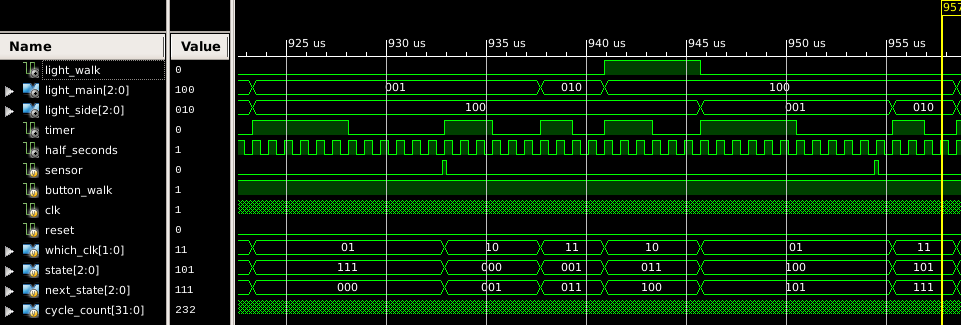 957
Name Value 925 us 930 us 935 us 940 us 945 us 950 us 955 us
light_walk 0
light_main[2:0] 100 001 010 100
light_side[2:0] 010 100 001 010
timer 0
half_seconds 1
sensor 0
button_walk 1
clk 1
reset 0
which_clk[1:0] 11 01 10 11 10 01 11
state[2:0] 101 111 000 001 011 100 101
next_state[2:0] 111 000 001 011 100 101 111
cycle_count[31:0] 232